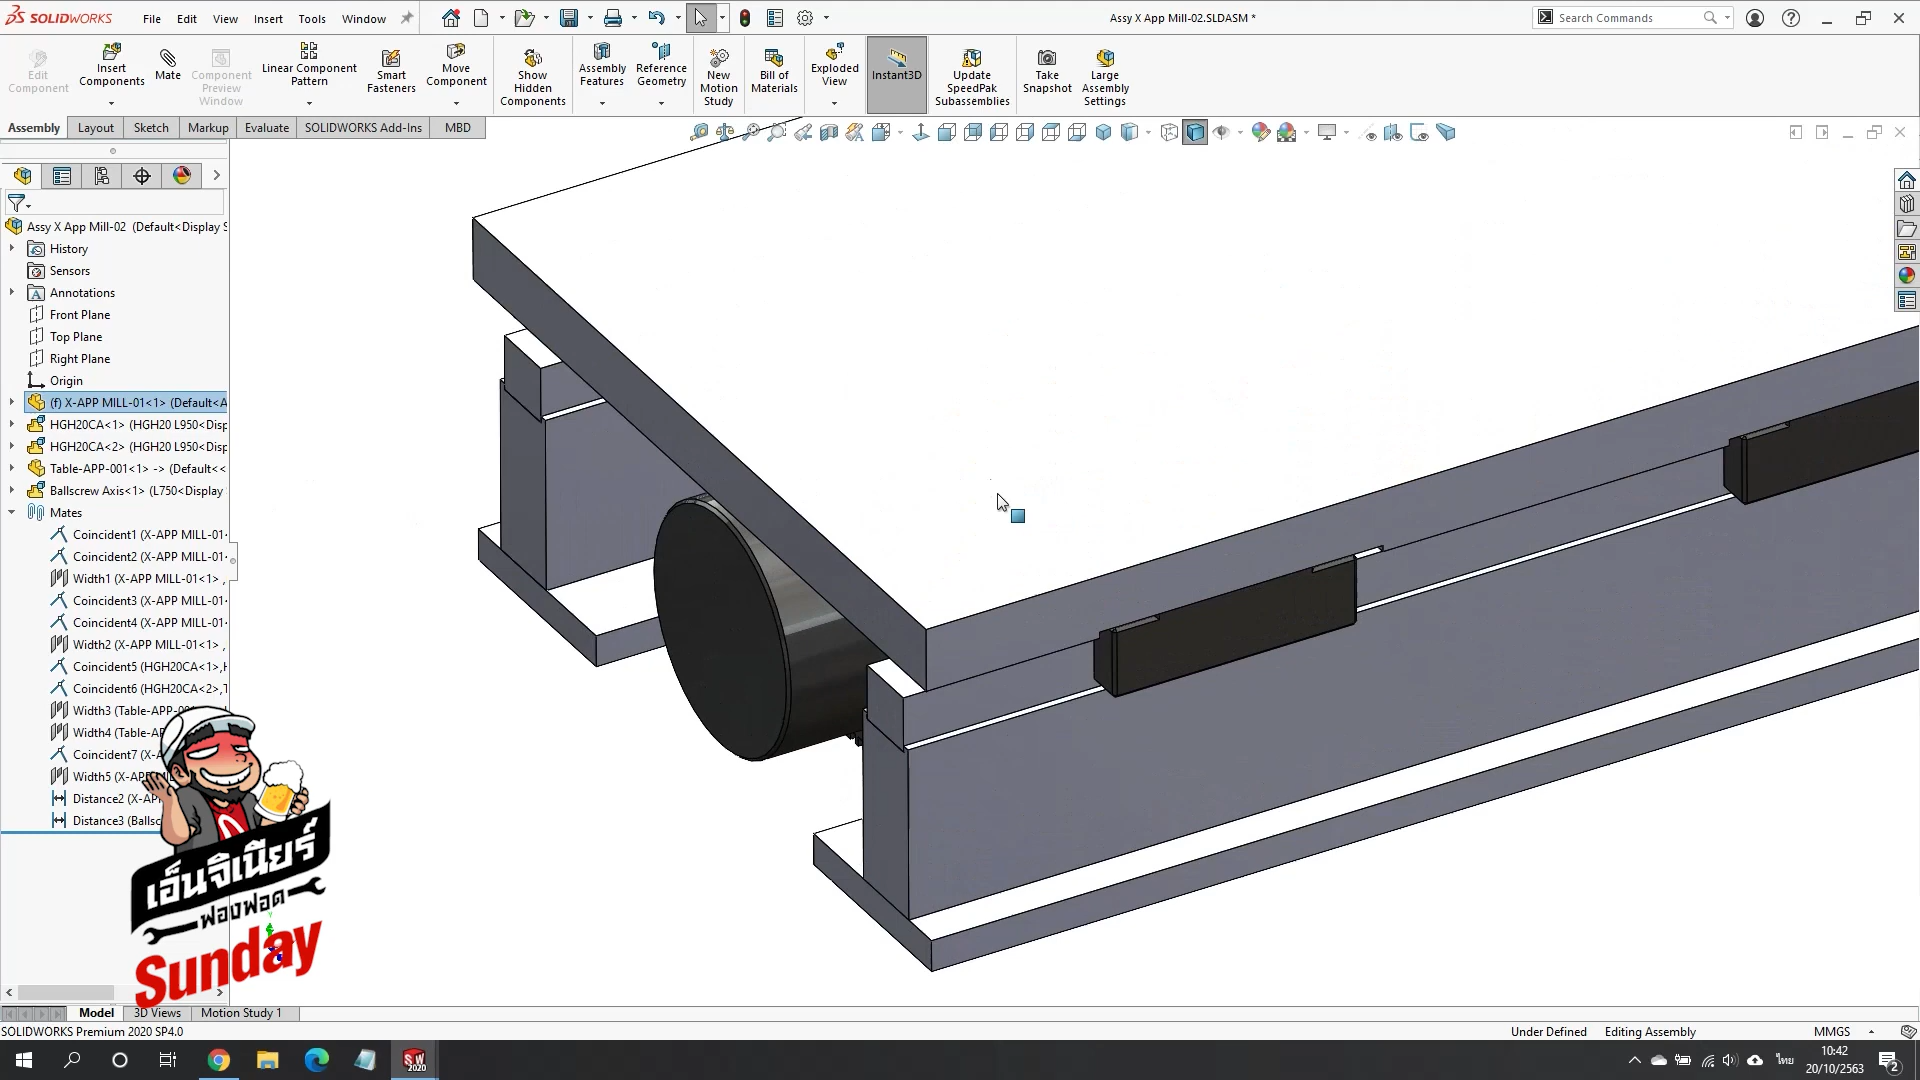 SOLIDWORKS
File
Edit
View
Insert
Tools
Window
Assy X App Mill-02.SLDASM *
Search Commands
Edit
Component
Insert
Components
Mate
Component
Preview
Window
Linear Component
Pattern
Smart
Fasteners
Move
Component
Show
Hidden
Components
Assembly
Features
Reference
Geometry
New
Motion
Study
Bill of
Materials
Exploded
View
Instant3D
Update
SpeedPak
Subassemblies
Take
Snapshot
Large
Assembly
Settings
Assembly
Layout
Sketch
Markup
Evaluate
SOLIDWORKS Add-Ins
MBD
Assy X App Mill-02 (Default<Display S
History
Sensors
Annotations
Front Plane
Top Plane
Right Plane
Origin
(f) X-APP MILL-01<1> (Default<A
HGH20CA<1> (HGH20 L950<Disp
HGH20CA<2> (HGH20 L950<Disp
Table-APP-001<1> -> (Default<<
Ballscrew Axis<1> (L750<Display
Mates
Coincident1 (X-APP MILL-01
Coincident2 (X-APP MILL-01
Width1 (X-APP MILL-01<1> ,
Coincident3 (X-APP MILL-01
Coincident4 (X-APP MILL-01
Width2 (X-APP MILL-01<1> ,
Coincident5 (HGH20CA<1>,
Coincident6 (HGH20CA<2>,
Width3 (Table-APP-001
Width4 (Table-AP
Coincident7 (X-A
Width5 (X-APP MIL
Distance2 (X-AP
Distance3 (Ballsc
เอ็นจิเนียร์
ฟองฟอด
Sunday
Model
3D Views
Motion Study 1
SOLIDWORKS Premium 2020 SP4.0
Under Defined
Editing Assembly
MMGS
SW
2020
ไทย
10:42
20/10/2563
2